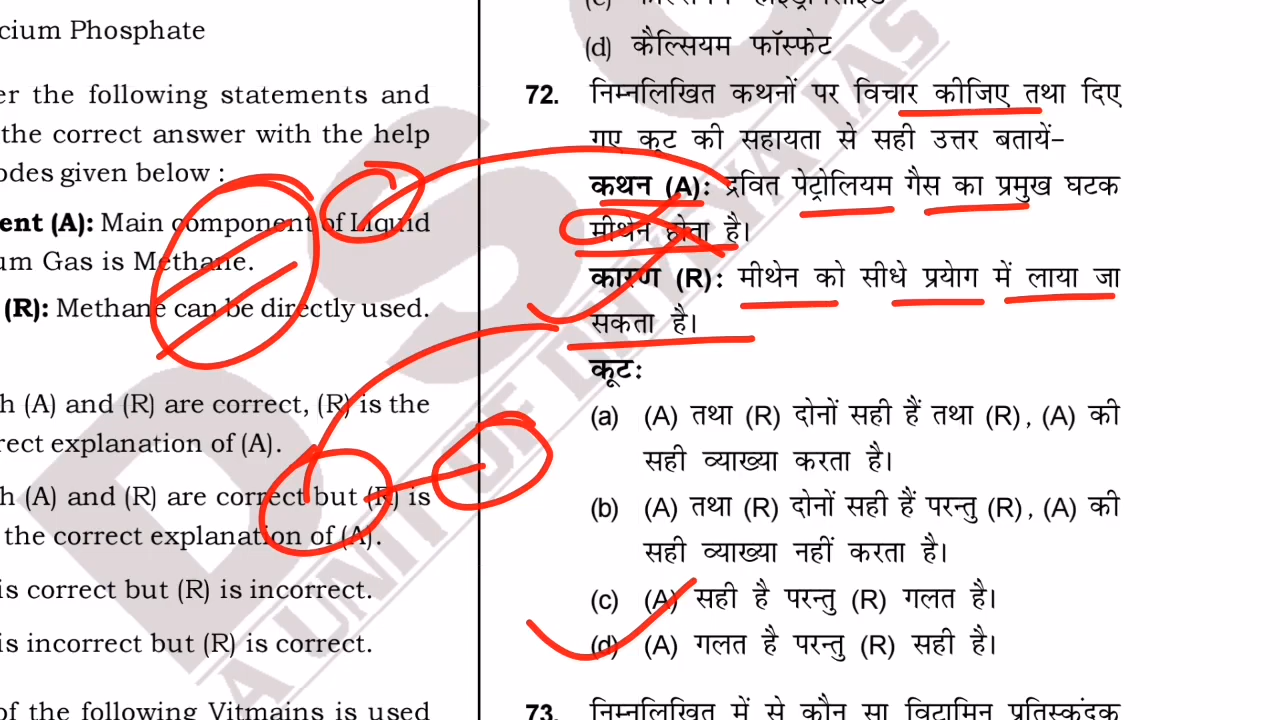 cium Phosphate
er the following statements and
the correct answer with the help
odes given below :
ent (A): Main component of Liquid
um Gas is Methane.
(R): Methane can be directly used.
h (A) and (R) are correct, (R) is the
rect explanation of (A).
h (A) and (R) are correct but (R) is
the correct explanation of (A).
is correct but (R) is incorrect.
is incorrect but (R) is correct.
of the following Vitmains is used
(d) कैल्सियम फॉस्फेट
72. निम्नलिखित कथनों पर विचार कीजिए तथा दिए
गए कूट की सहायता से सही उत्तर बतायें–
कथन (A): द्रवित पेट्रोलियम गैस का प्रमुख घटक
मीथेन होता है।
कारण (R): मीथेन को सीधे प्रयोग में लाया जा
सकता है।
कूटः
(a) (A) तथा (R) दोनों सही हैं तथा (R), (A) की
सही व्याख्या करता है।
(b) (A) तथा (R) दोनों सही हैं परन्तु (R), (A) की
सही व्याख्या नहीं करता है।
(c) (A) सही है परन्तु (R) गलत है।
(d) (A) गलत है परन्तु (R) सही है।
73. निम्नलिखित में से कौन सा विटामिन प्रतिस्कंदक